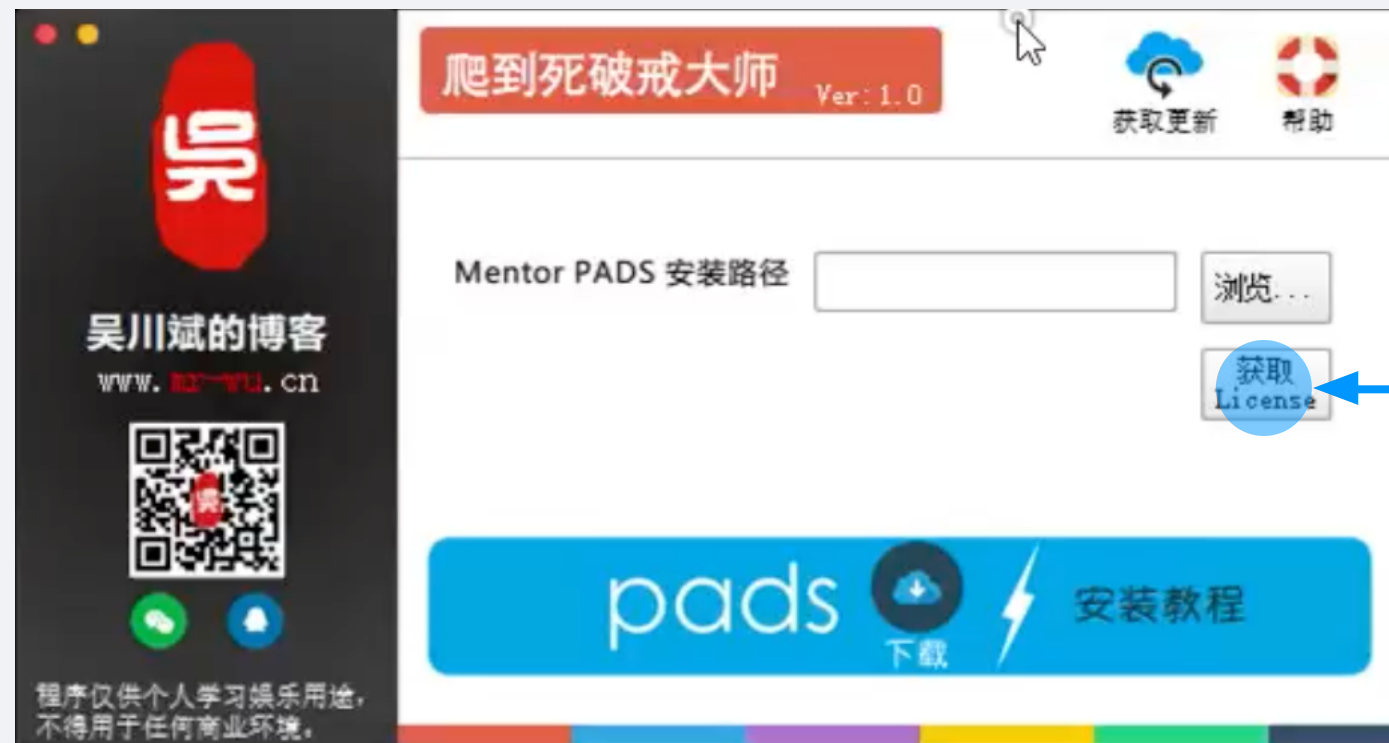 吴
爬到死破戒大师 Ver:1.0
获取更新
帮助
Mentor PADS 安装路径
浏览...
获取
License
吴川斌的博客
www.mr-wu.cn
pads
下载
安装教程
程序仅供个人学习娱乐用途，
不得用于任何商业环境。